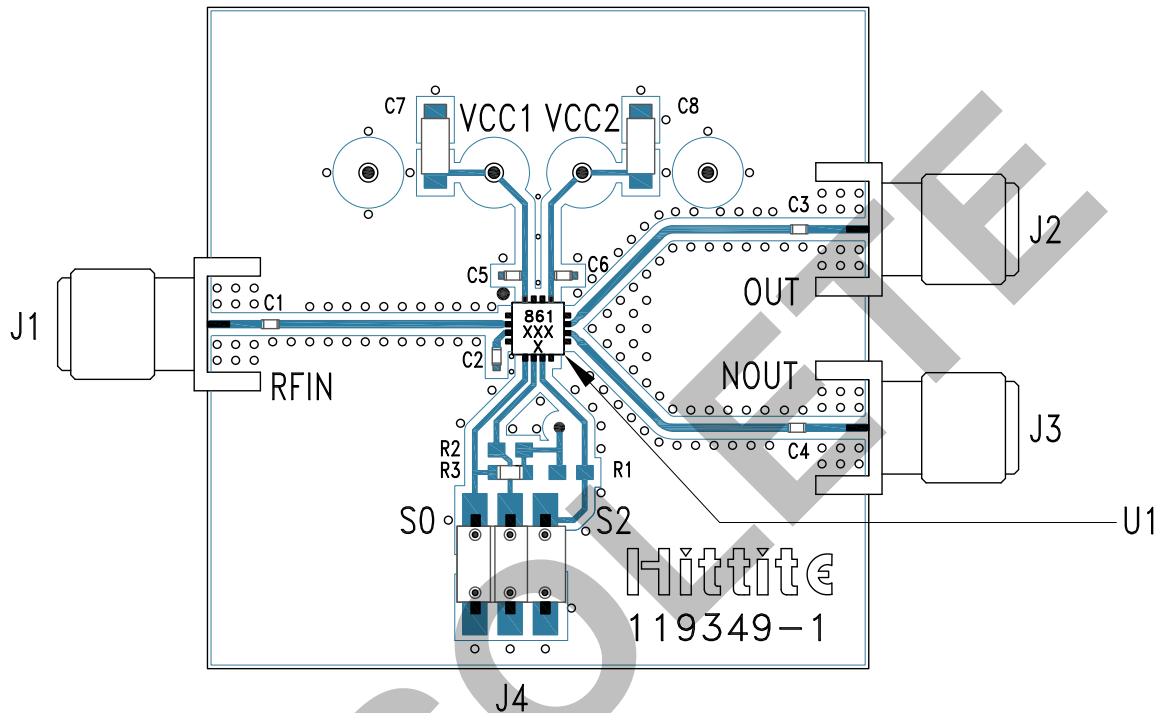 C7
C8
VCC1
VCC2
C3
J2
C5
C6
OUT
J1
C1
861
XXX
X
C2
RFIN
NOUT
J3
C4
R2
R3
R1
S0
S2
U1
Hittite
119349-1
J4
OBSOLETE